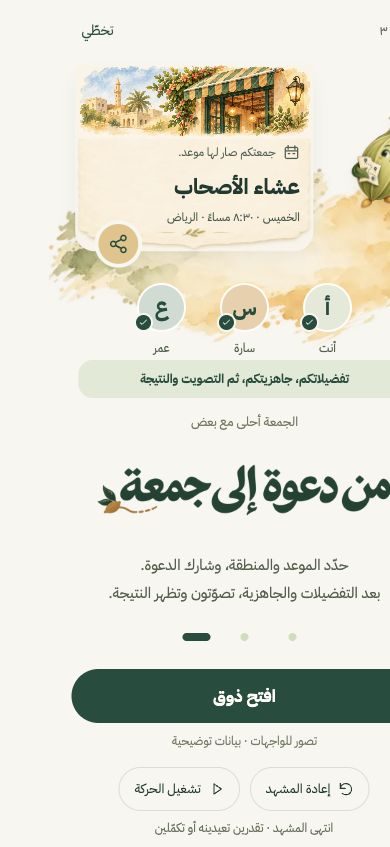 ٣
تخطّي
جمعتكم صار لها موعد.
عشاء الأصحاب
الخميس · ٨:٣٠ مساءً · الرياض
أ
س
ع
أنت
سارة
عمر
تفضيلاتكم، جاهزيتكم، ثم التصويت والنتيجة
الجمعة أحلى مع بعض
من دعوة إلى جمعة
حدّد الموعد والمنطقة، وشارك الدعوة.
بعد التفضيلات والجاهزية، تصوّتون وتظهر النتيجة.
افتح ذوق
تصور للواجهات · بيانات توضيحية
إعادة المشهد
تشغيل الحركة
انتهى المشهد · تقدرين تعيدينه أو تكمّلين